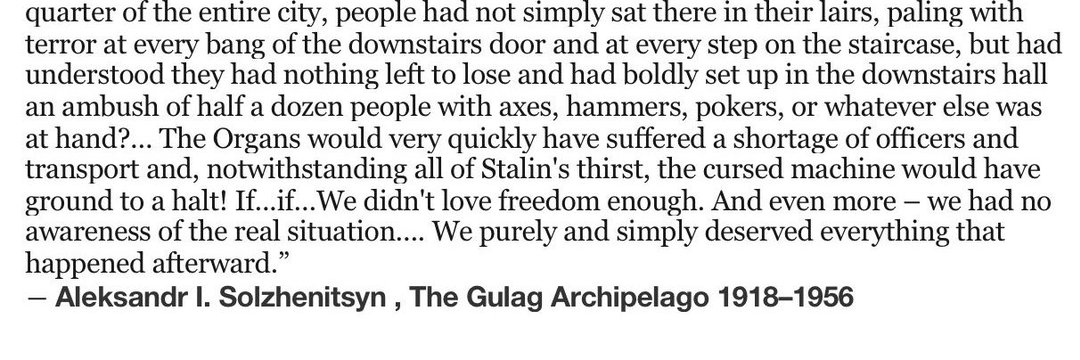 quarter of the entire city, people had not simply sat there in their lairs, paling with
terror at every bang of the downstairs door and at every step on the staircase, but had
understood they had nothing left to lose and had boldly set up in the downstairs hall
an ambush of half a dozen people with axes, hammers, pokers, or whatever else was
at hand?... The Organs would very quickly have suffered a shortage of officers and
transport and, notwithstanding all of Stalin's thirst, the cursed machine would have
ground to a halt! If...if...We didn't love freedom enough. And even more – we had no
awareness of the real situation.... We purely and simply deserved everything that
happened afterward.”
— Aleksandr I. Solzhenitsyn , The Gulag Archipelago 1918–1956